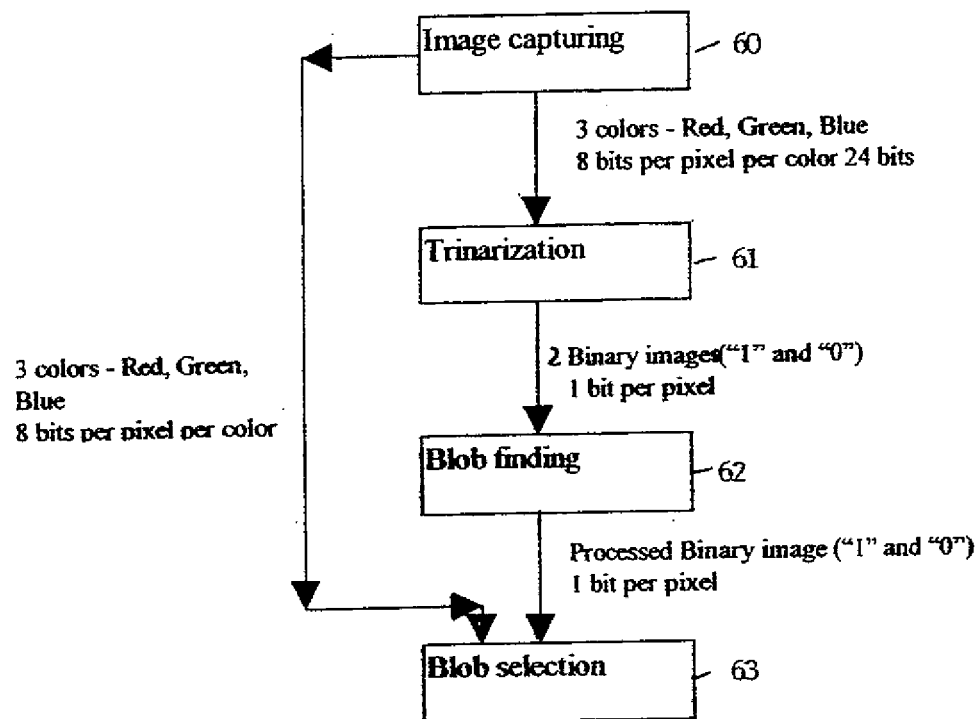 Image capturing
60
3 colors - Red, Green, Blue
8 bits per pixel per color 24 bits
Trinarization
61
2 Binary images("1" and "0")
1 bit per pixel
3 colors - Red, Green,
Blue
8 bits per pixel per color
Blob finding
62
Processed Binary image ("1" and "0")
1 bit per pixel
Blob selection
63